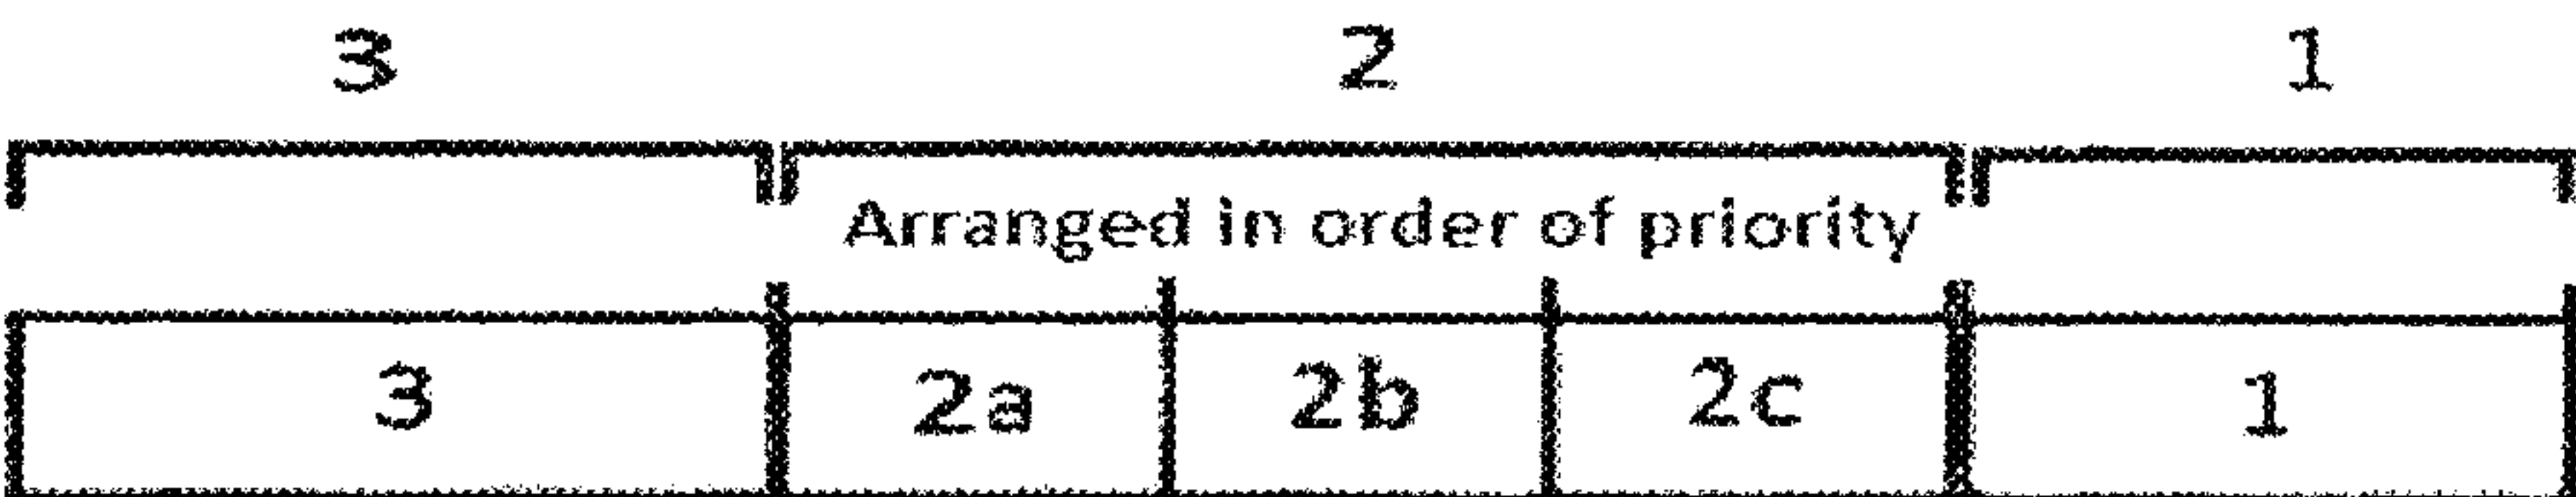 3 2 1
Arranged in order of priority
3 2a 2b 2c 1